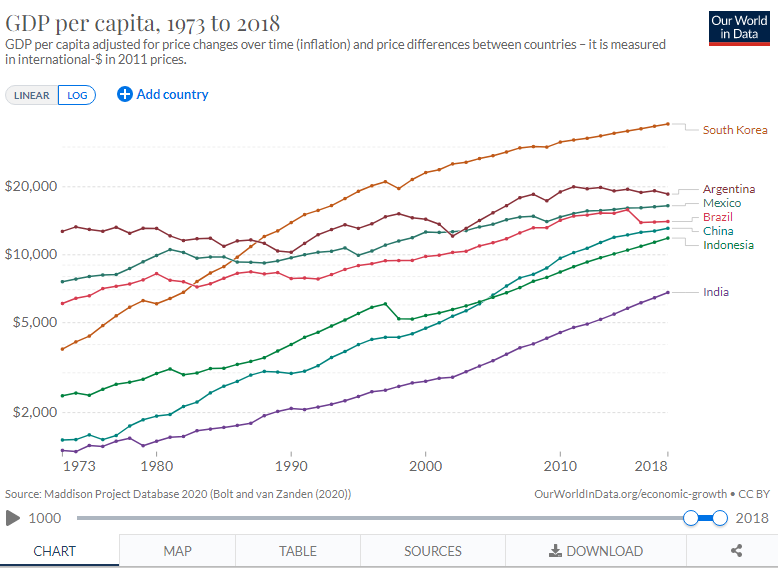 GDP per capita, 1973 to 2018
GDP per capita adjusted for price changes over time (inflation) and price differences between countries – it is measured
in international-$ in 2011 prices.
Our World
in Data
LINEAR
LOG
Add country
$20,000
$10,000
$5,000
$2,000
South Korea
Argentina
Mexico
Brazil
China
Indonesia
India
1973
1980
1990
2000
2010
2018
Source: Maddison Project Database 2020 (Bolt and van Zanden (2020))
OurWorldInData.org/economic-growth • CC BY
1000
2018
CHART
MAP
TABLE
SOURCES
DOWNLOAD